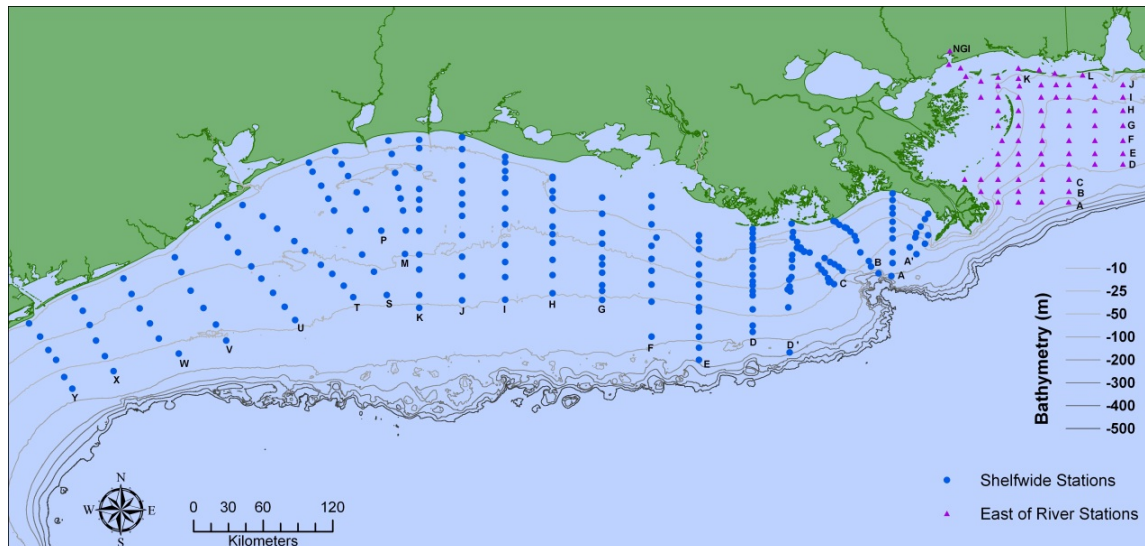 NGI
L
K
J
I
H
G
F
E
D
C
B
A
P
M
A'
B
A
C
S
T
K
J
I
H
G
U
D
D'
F
V
E
W
X
Y
-10
-25
-50
-100
-200
-300
-400
-500
Bathymetry (m)
N
W E
S
0 30 60 120
Kilometers
Shelfwide Stations
East of River Stations